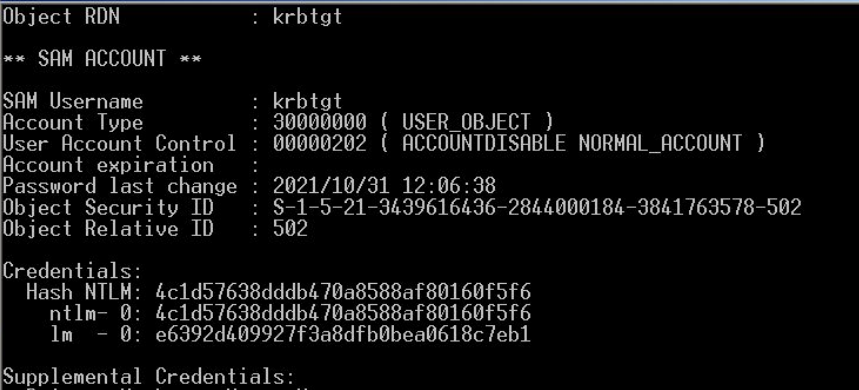 Object RDN : krbtgt
** SAM ACCOUNT **
SAM Username : krbtgt
Account Type : 30000000 ( USER_OBJECT )
User Account Control : 00000202 ( ACCOUNTDISABLE NORMAL_ACCOUNT )
Account expiration :
Password last change : 2021/10/31 12:06:38
Object Security ID : S-1-5-21-3439616436-2844000184-3841763578-502
Object Relative ID : 502
Credentials:
Hash NTLM: 4c1d57638dddb470a8588af80160f5f6
ntlm- 0: 4c1d57638dddb470a8588af80160f5f6
lm - 0: e6392d409927f3a8dfb0bea0618c7eb1
Supplemental Credentials: